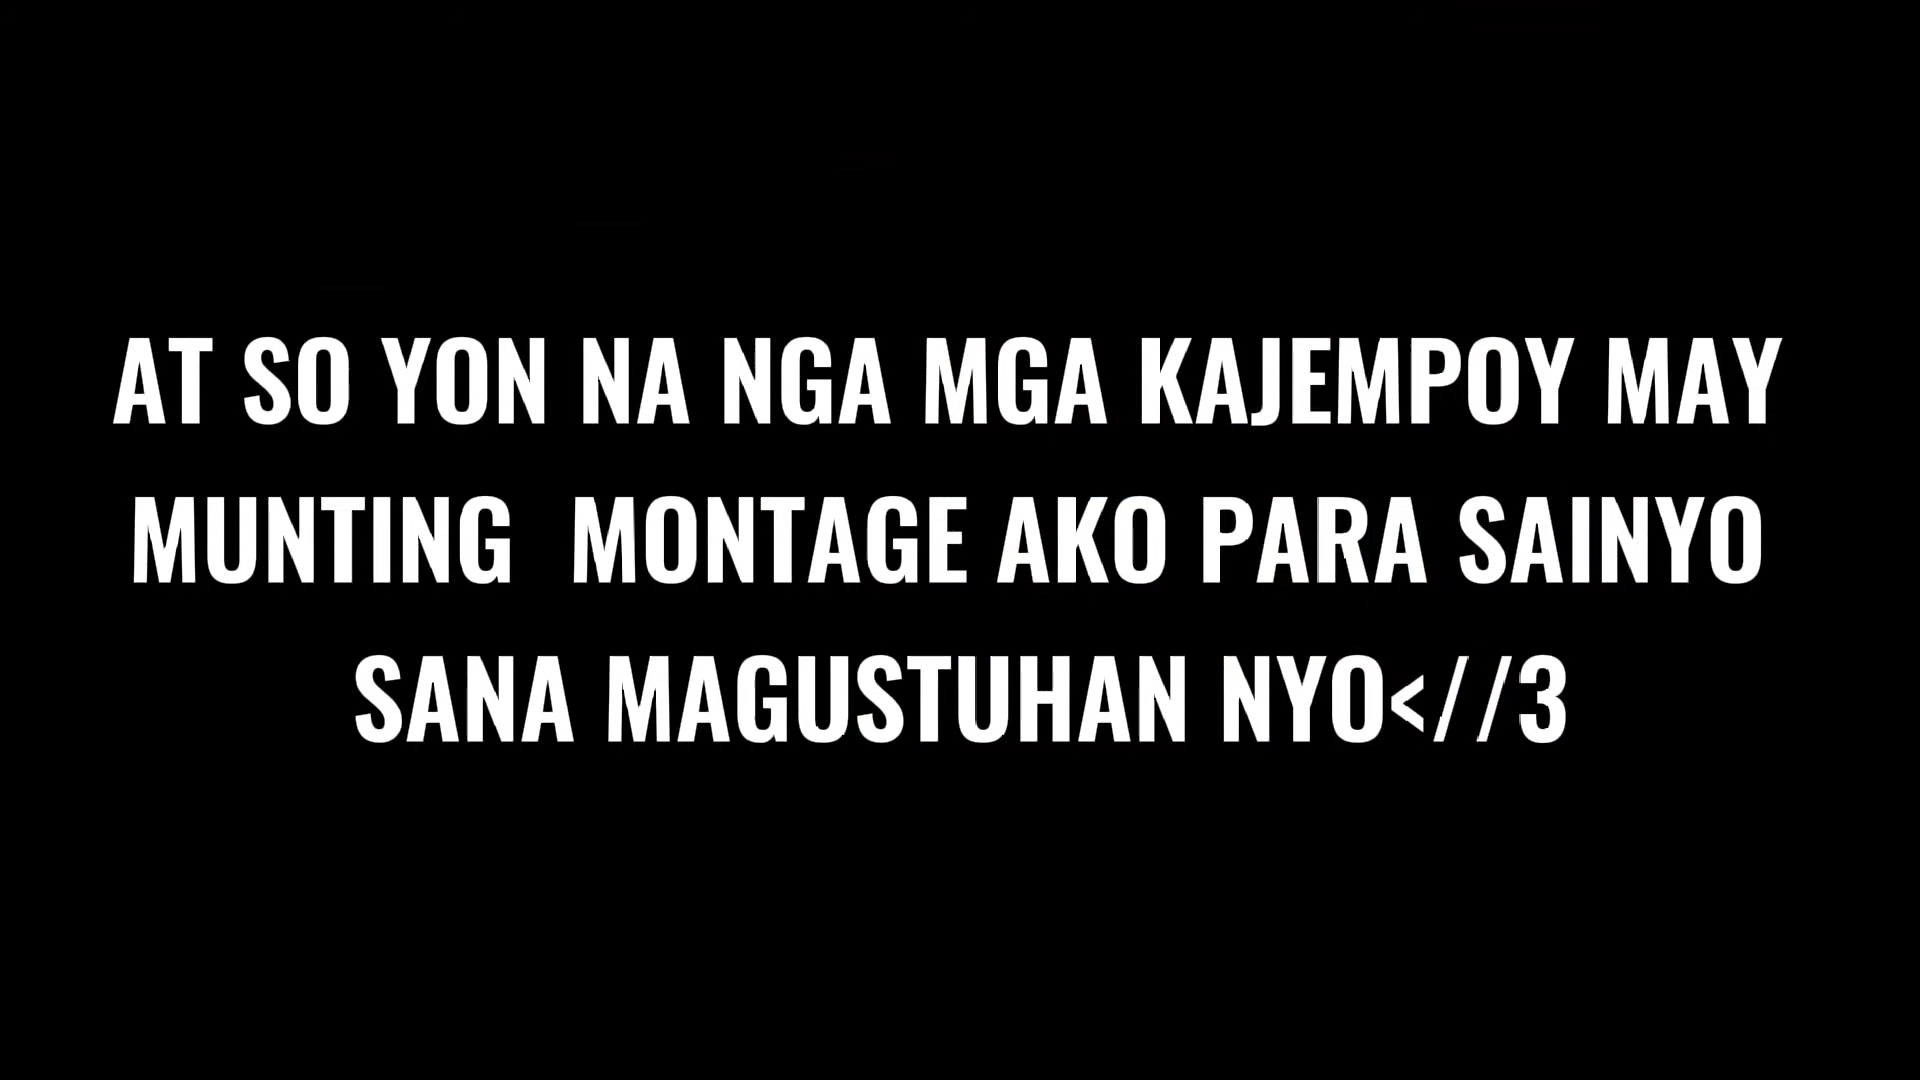 AT SO YON NA NGA MGA KAJEMPOY MAY
MUNTING  MONTAGE AKO PARA SAINYO
SANA MAGUSTUHAN NYO<//3